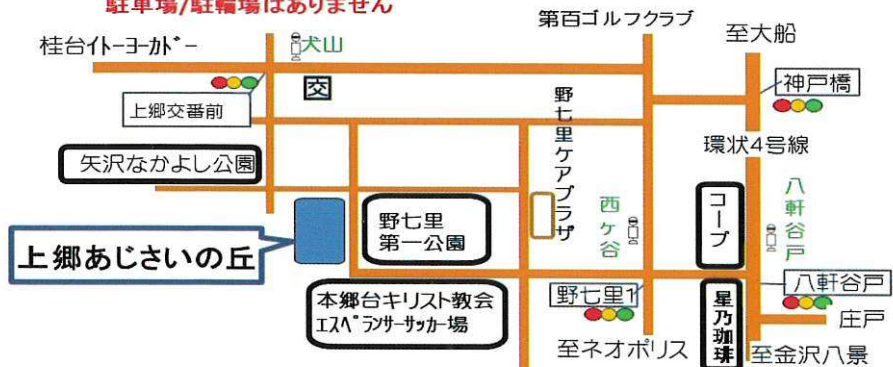 駐車場/駐輪場はありません
第百ゴルフクラブ
至大船
桂台イトーヨーカドー
犬山
交
神戸橋
上郷交番前
野七里ケアプラザ
環状4号線
矢沢なかよし公園
八軒谷戸
コープ
西ケ谷
野七里
第一公園
上郷あじさいの丘
八軒谷戸
本郷台キリスト教会
エスペランサーサッカー場
野七里1
星乃珈琲
庄戸
至ネオポリス
至金沢八景